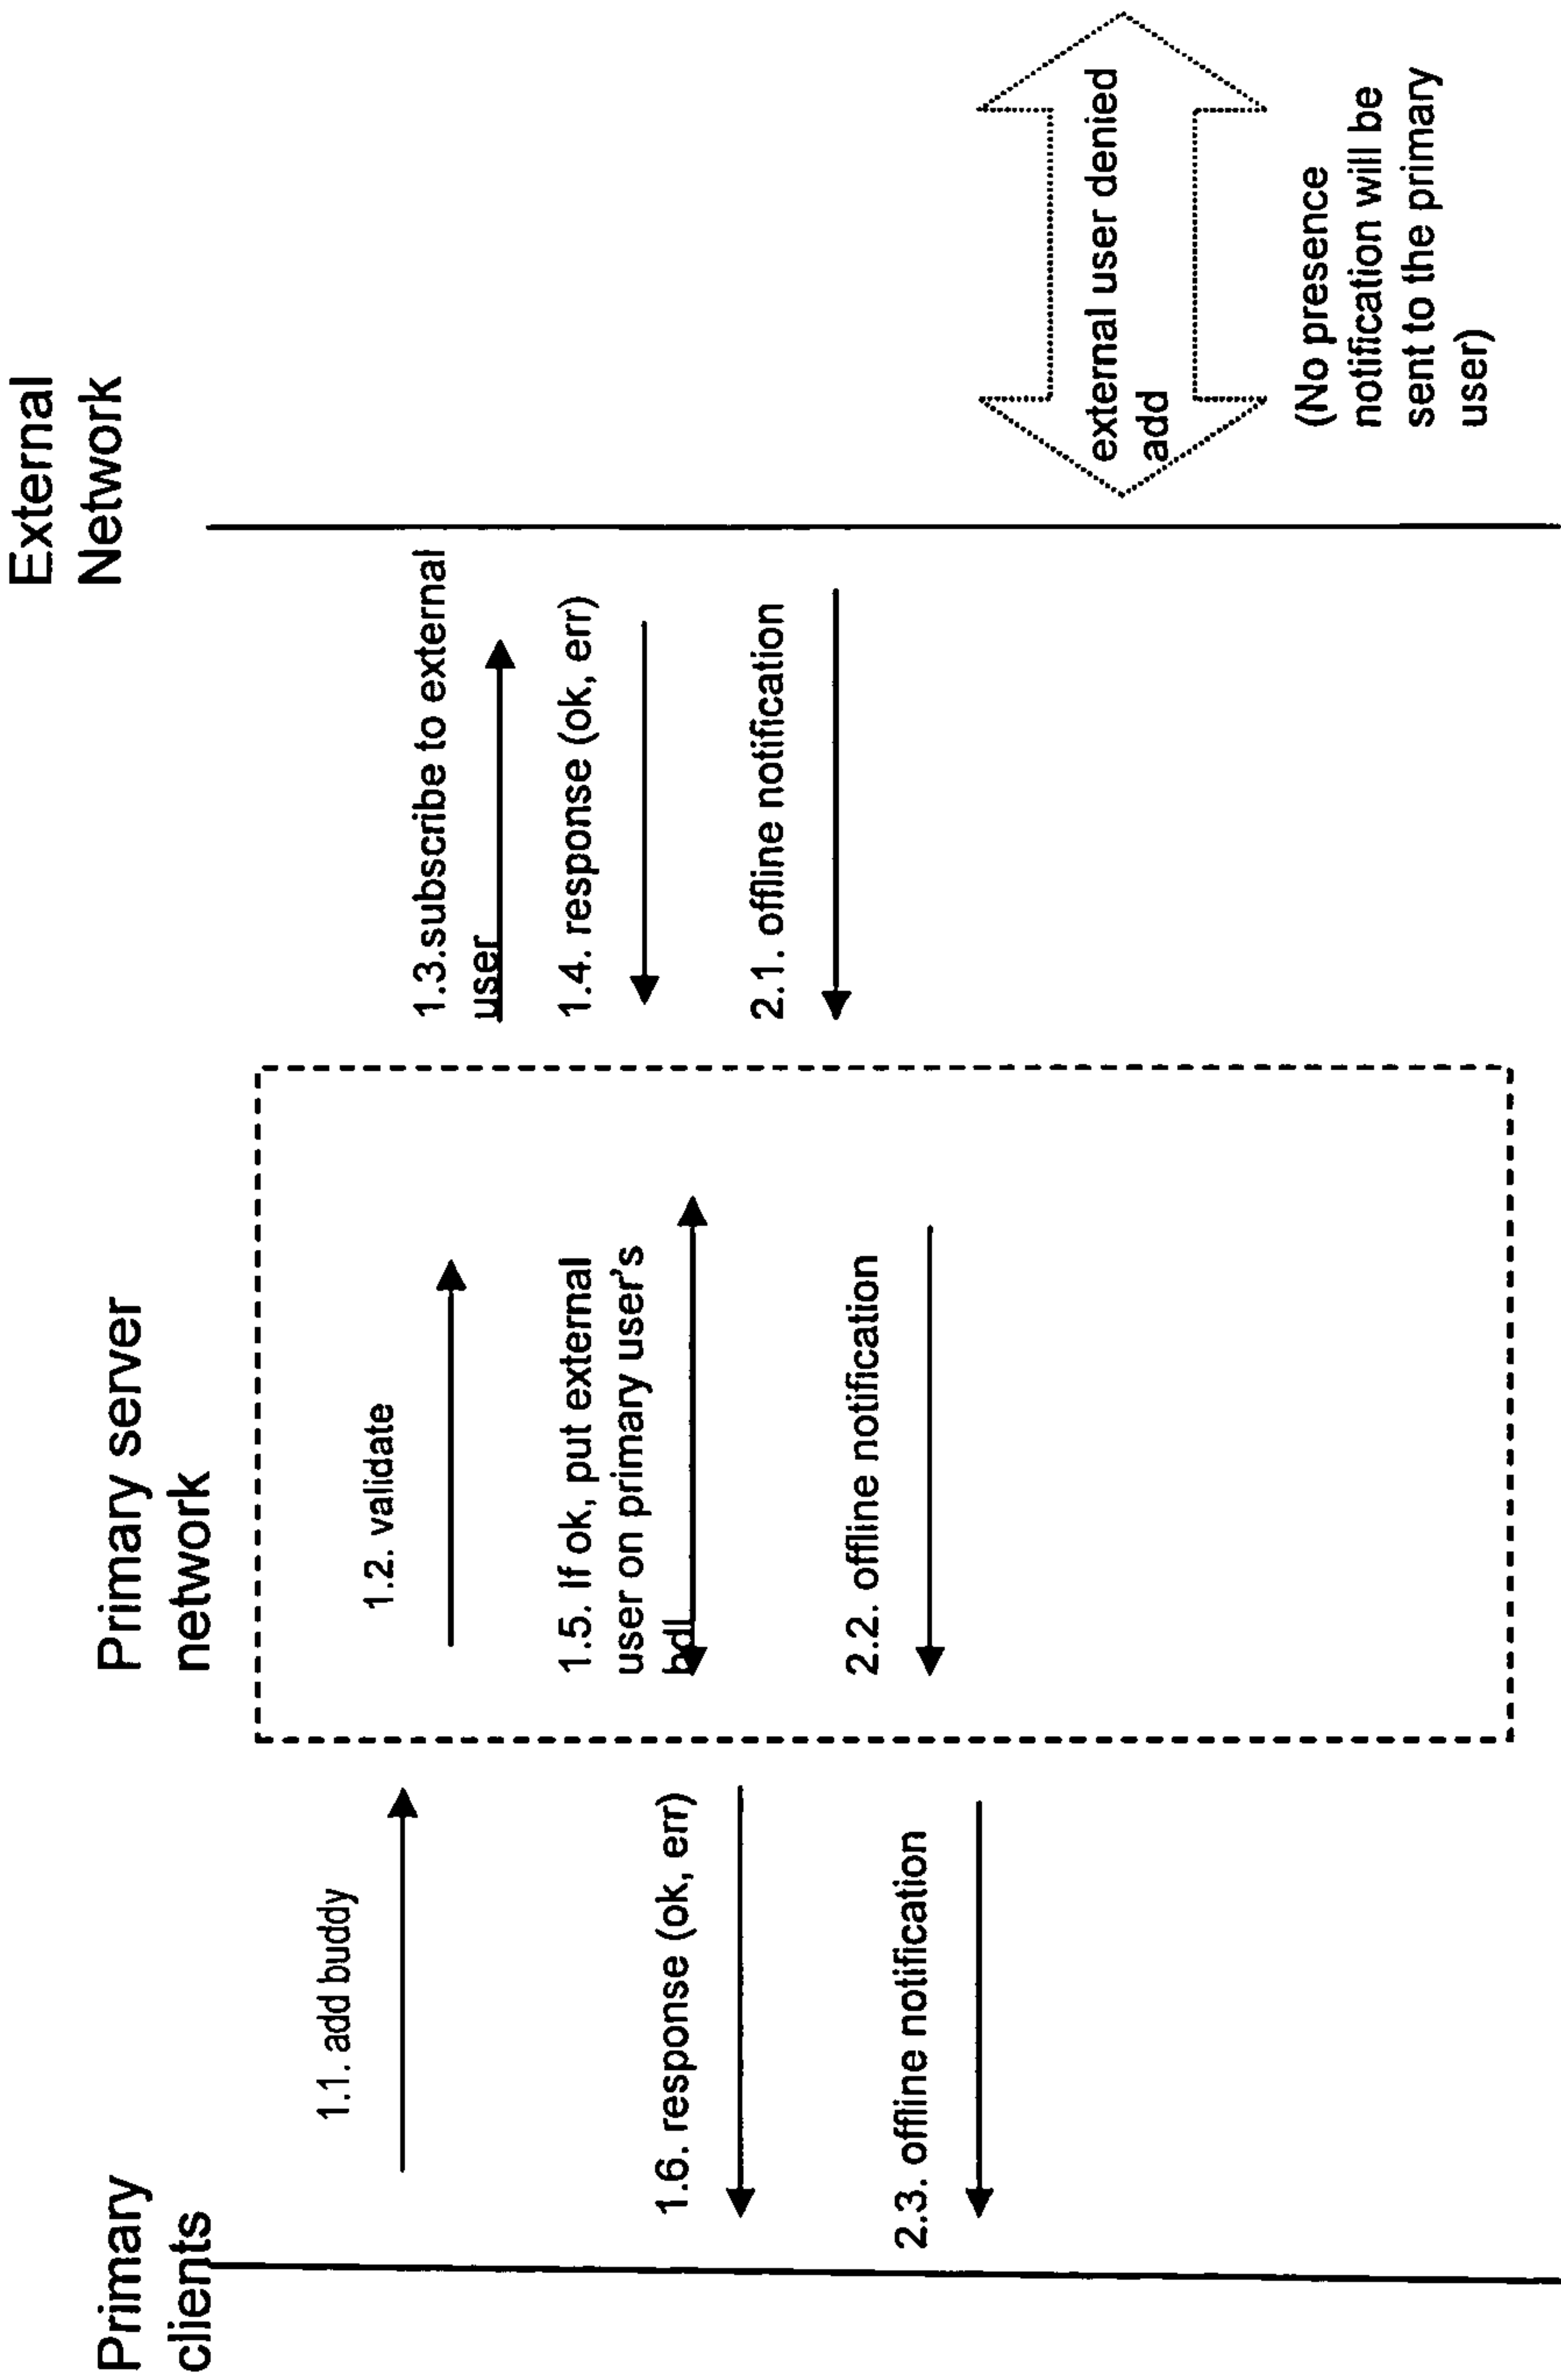 Primary
clients
Primary server
network
External
Network
1.1. add buddy
1.2. validate
1.3.subscribe to external
user
1.4. response (ok, err)
1.5. If ok, put external
user on primary user's
bdl
1.6. response (ok, err)
2.1. offline notification
2.2. offline notification
2.3. offline notification
external user denied
add
(No presence
notification will be
sent to the primary
user)